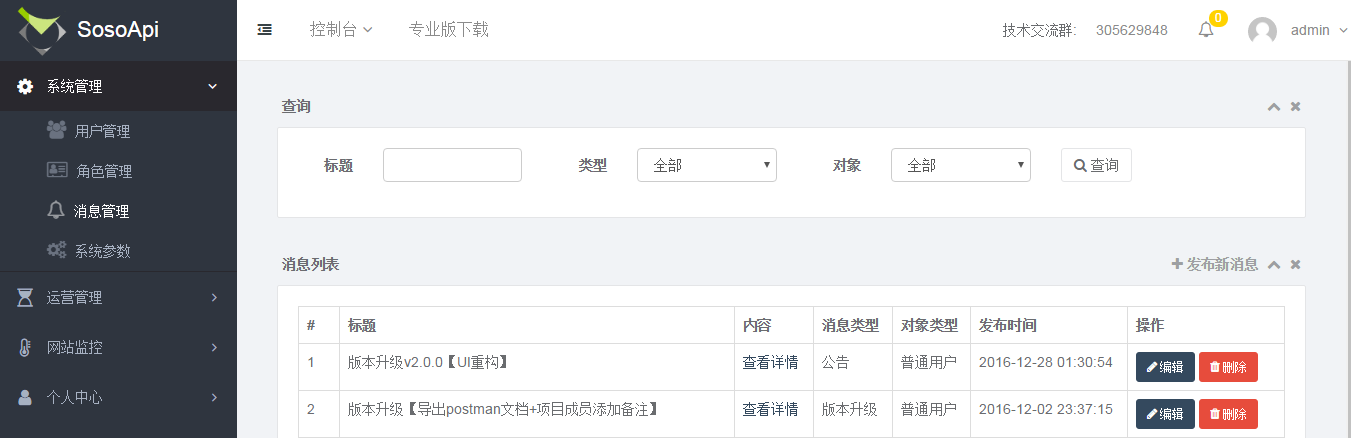 SosoApi 控制台 专业版下载 技术交流群: 305629848 0 admin
系统管理
用户管理
角色管理
消息管理
系统参数
运营管理
网站监控
个人中心
查询
标题 类型 全部 对象 全部 查询
消息列表 发布新消息
# 标题 内容 消息类型 对象类型 发布时间 操作
1 版本升级v2.0.0【UI重构】 查看详情 公告 普通用户 2016-12-28 01:30:54 编辑 删除
2 版本升级【导出postman文档+项目成员添加备注】 查看详情 版本升级 普通用户 2016-12-02 23:37:15 编辑 删除